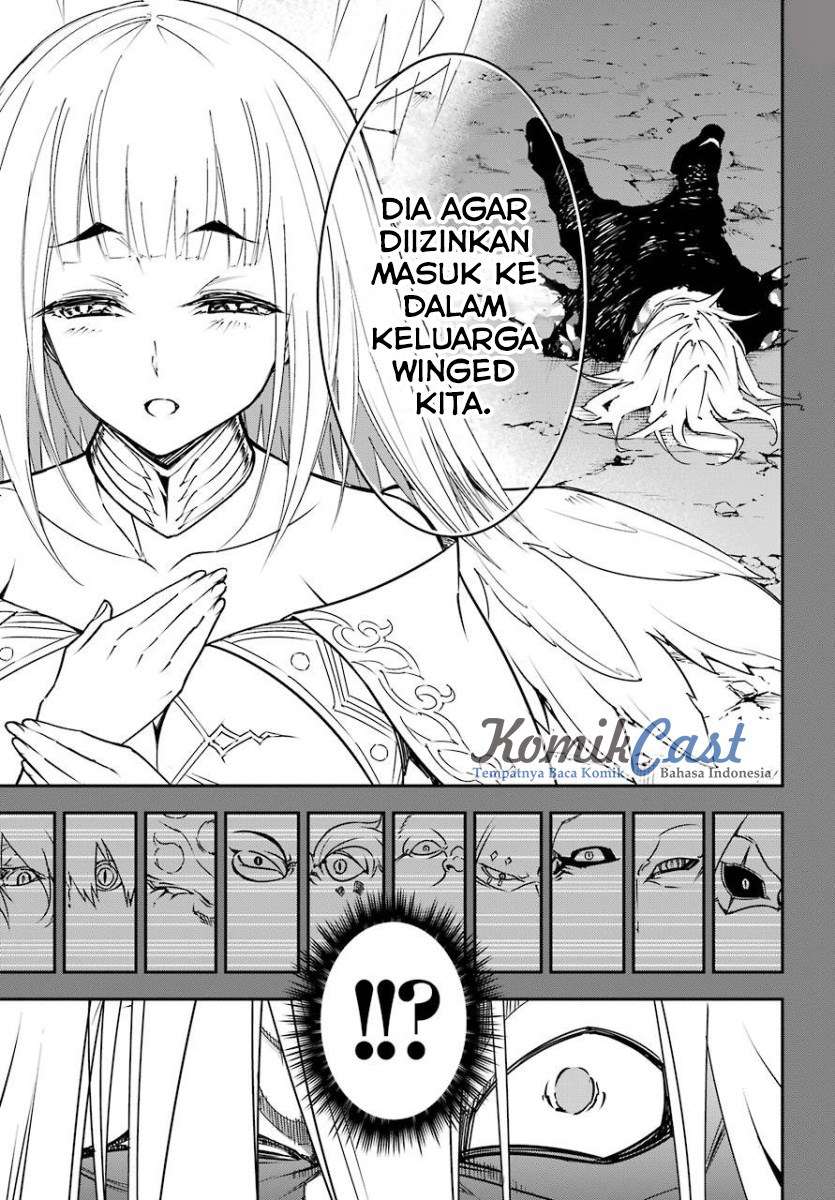 DIA AGAR
DIIZINKAN
MASUK KE
DALAM
KELUARGA
WINGED
KITA.
KomikCast
Tempatnya Baca Komik Bahasa Indonesia
!!?